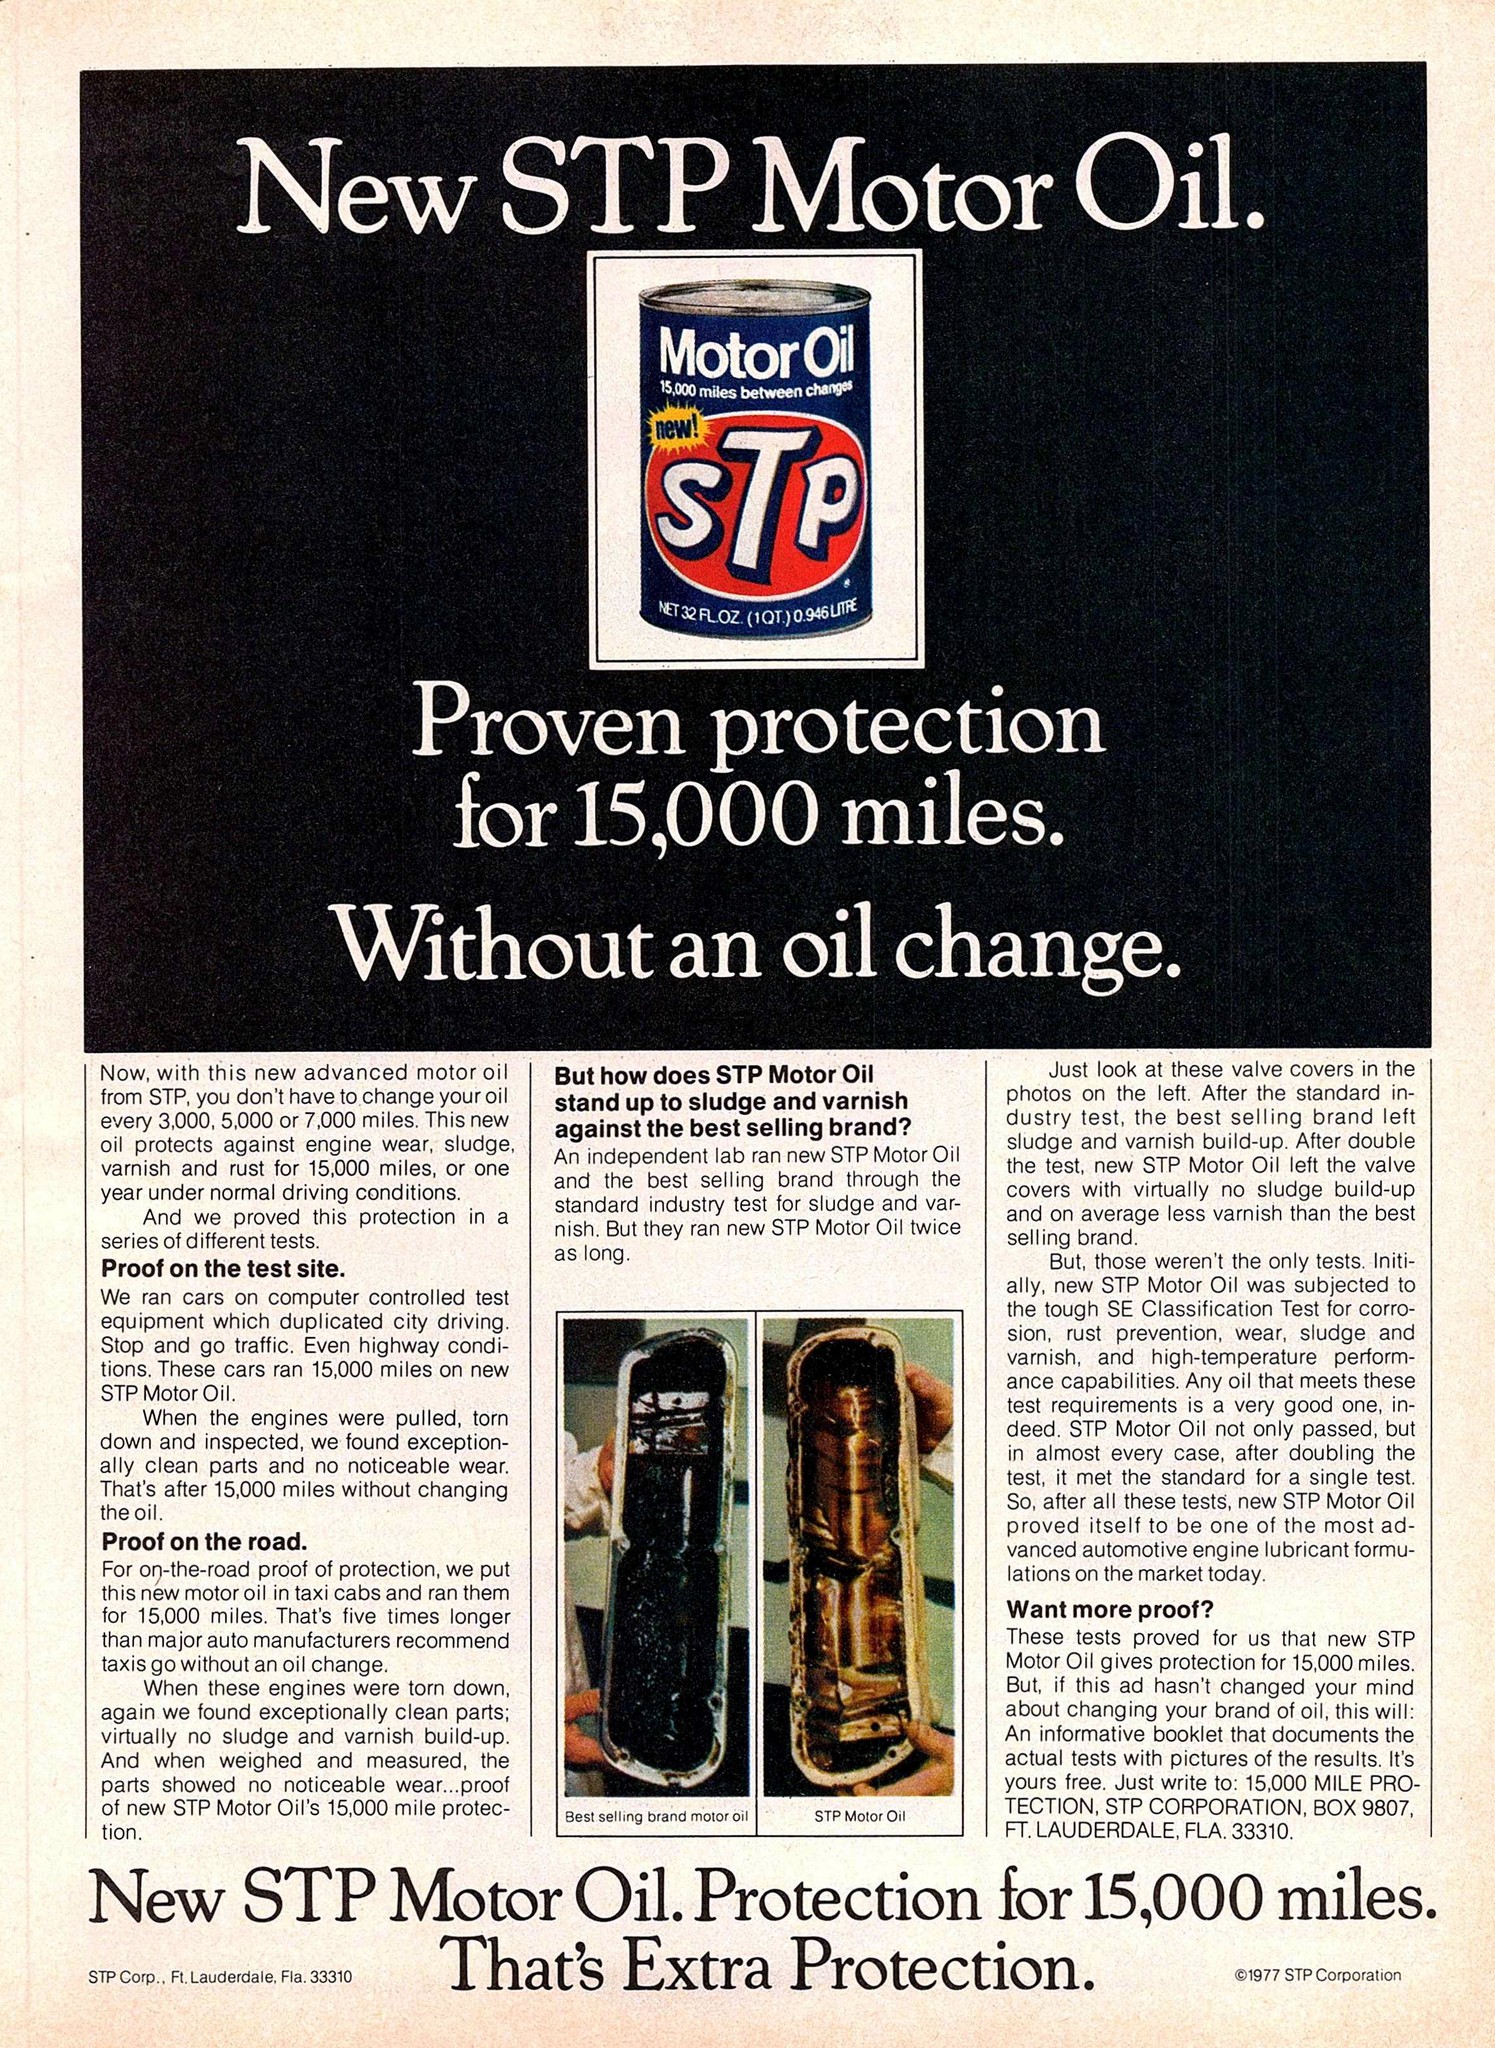 New STP Motor Oil.
Motor Oil
15,000 miles between changes
new!
STP
®
NET 32 FL. OZ. (1 QT.) 0.946 LITRE
Proven protection
for 15,000 miles.
Without an oil change.
Now, with this new advanced motor oil
from STP, you don't have to change your oil
every 3,000, 5,000 or 7,000 miles. This new
oil protects against engine wear, sludge,
varnish and rust for 15,000 miles, or one
year under normal driving conditions.
And we proved this protection in a
series of different tests.
Proof on the test site.
We ran cars on computer controlled test
equipment which duplicated city driving.
Stop and go traffic. Even highway condi-
tions. These cars ran 15,000 miles on new
STP Motor Oil.
When the engines were pulled, torn
down and inspected, we found exception-
ally clean parts and no noticeable wear.
That's after 15,000 miles without changing
the oil.
Proof on the road.
For on-the-road proof of protection, we put
this new motor oil in taxi cabs and ran them
for 15,000 miles. That's five times longer
than major auto manufacturers recommend
taxis go without an oil change.
When these engines were torn down,
again we found exceptionally clean parts;
virtually no sludge and varnish build-up.
And when weighed and measured, the
parts showed no noticeable wear...proof
of new STP Motor Oil's 15,000 mile protec-
tion.
But how does STP Motor Oil
stand up to sludge and varnish
against the best selling brand?
An independent lab ran new STP Motor Oil
and the best selling brand through the
standard industry test for sludge and var-
nish. But they ran new STP Motor Oil twice
as long.
Best selling brand motor oil
STP Motor Oil
Just look at these valve covers in the
photos on the left. After the standard in-
dustry test, the best selling brand left
sludge and varnish build-up. After double
the test, new STP Motor Oil left the valve
covers with virtually no sludge build-up
and on average less varnish than the best
selling brand.
But, those weren't the only tests. Initi-
ally, new STP Motor Oil was subjected to
the tough SE Classification Test for corro-
sion, rust prevention, wear, sludge and
varnish, and high-temperature perform-
ance capabilities. Any oil that meets these
test requirements is a very good one, in-
deed. STP Motor Oil not only passed, but
in almost every case, after doubling the
test, it met the standard for a single test.
So, after all these tests, new STP Motor Oil
proved itself to be one of the most ad-
vanced automotive engine lubricant formu-
lations on the market today.
Want more proof?
These tests proved for us that new STP
Motor Oil gives protection for 15,000 miles.
But, if this ad hasn't changed your mind
about changing your brand of oil, this will:
An informative booklet that documents the
actual tests with pictures of the results. It's
yours free. Just write to: 15,000 MILE PRO-
TECTION, STP CORPORATION, BOX 9807,
FT. LAUDERDALE, FLA. 33310.
New STP Motor Oil. Protection for 15,000 miles.
That's Extra Protection.
STP Corp., Ft. Lauderdale, Fla. 33310
©1977 STP Corporation